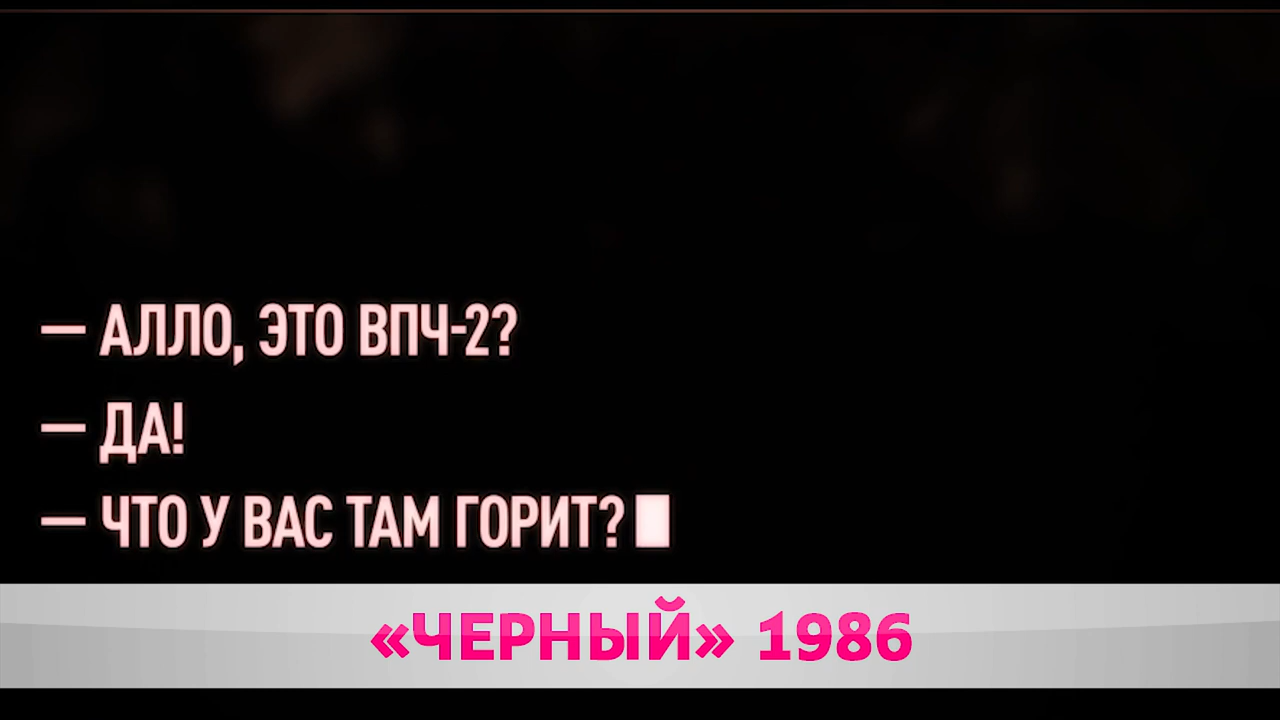 — АЛЛО, ЭТО ВПЧ-2?
— ДА!
— ЧТО У ВАС ТАМ ГОРИТ?
«ЧЕРНЫЙ» 1986